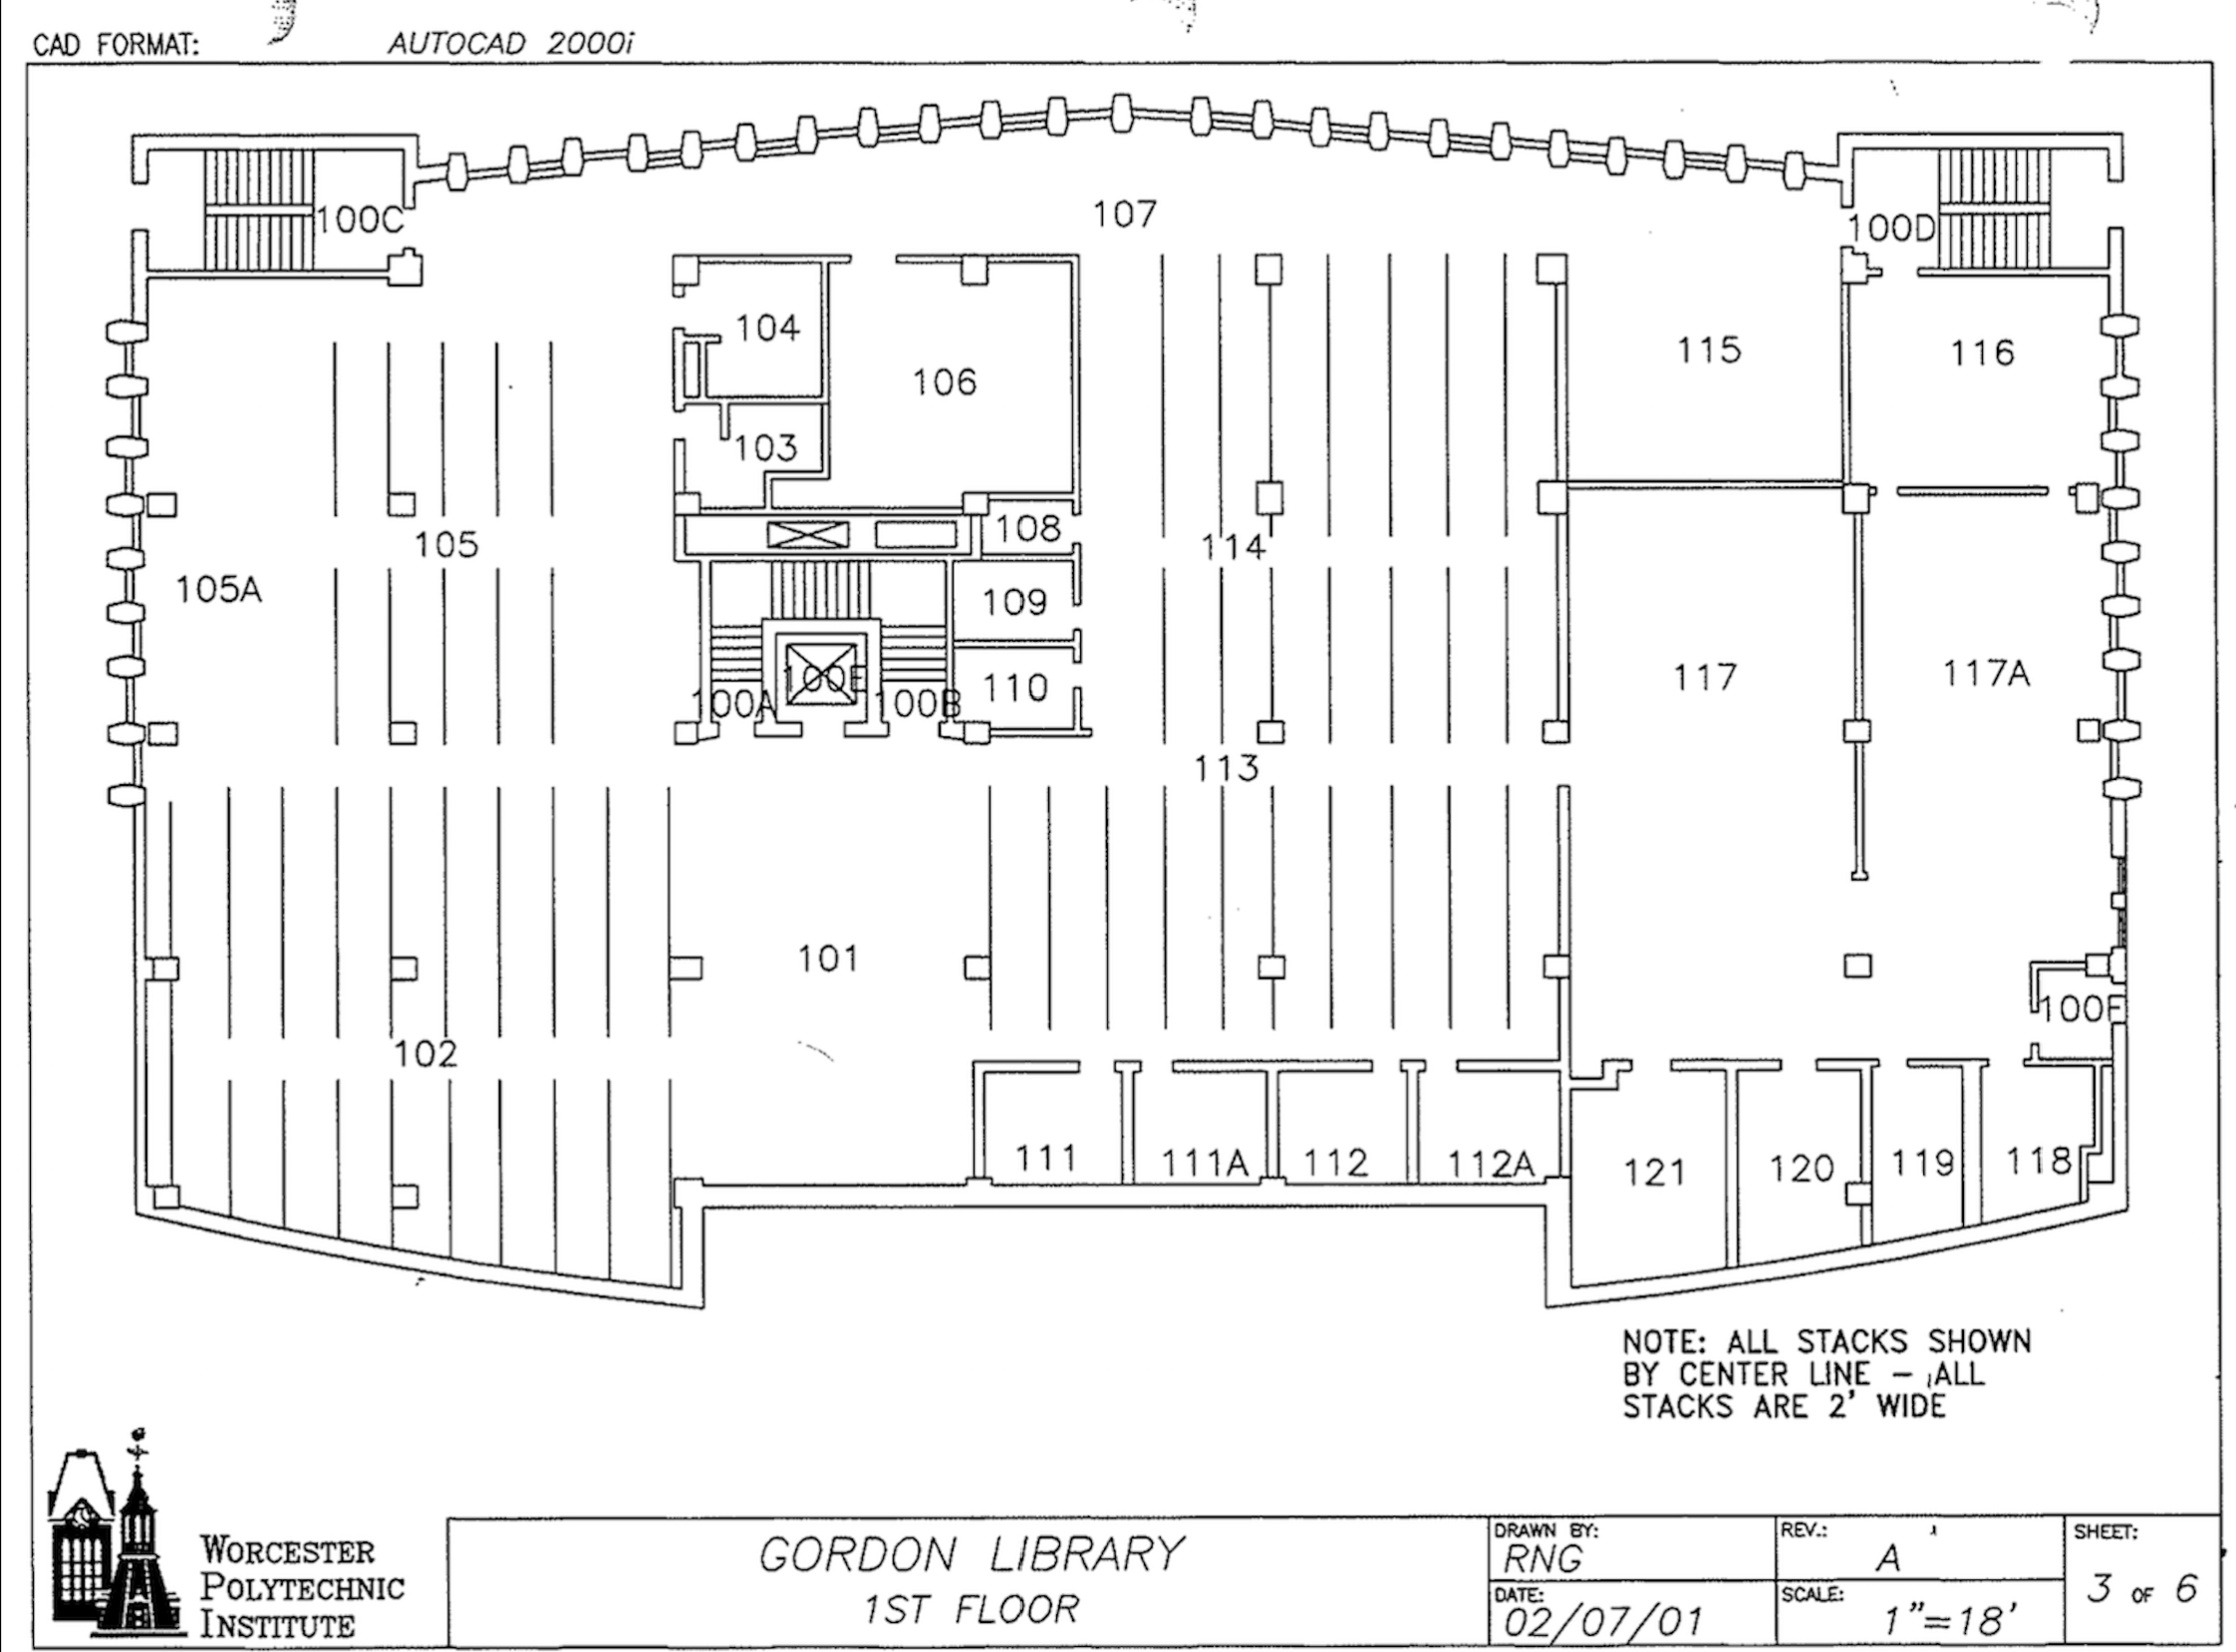 CAD FORMAT: AUTOCAD 2000i
107
100C
100D
104
115
116
106
103
108
105
114
105A
109
117
117A
110
100A 100E 100B
113
101
100F
102
111
111A
112
112A
121
120
119
118
NOTE: ALL STACKS SHOWN
BY CENTER LINE - ALL
STACKS ARE 2' WIDE
WORCESTER
POLYTECHNIC
INSTITUTE
GORDON LIBRARY
1ST FLOOR
DRAWN BY:
RNG
REV.:
A
DATE:
02/07/01
SCALE:
1"=18'
SHEET:
3 OF 6